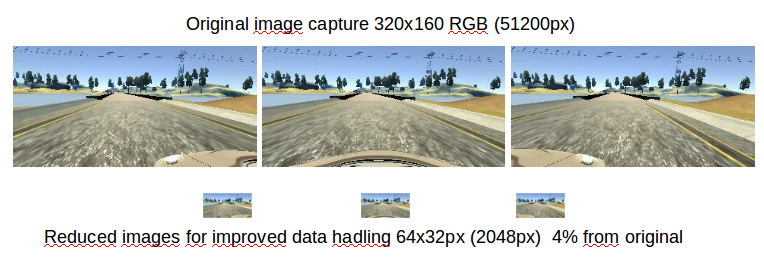 Original image capture 320x160 RGB (51200px)
Reduced images for improved data hadling 64x32px (2048px)  4% from original